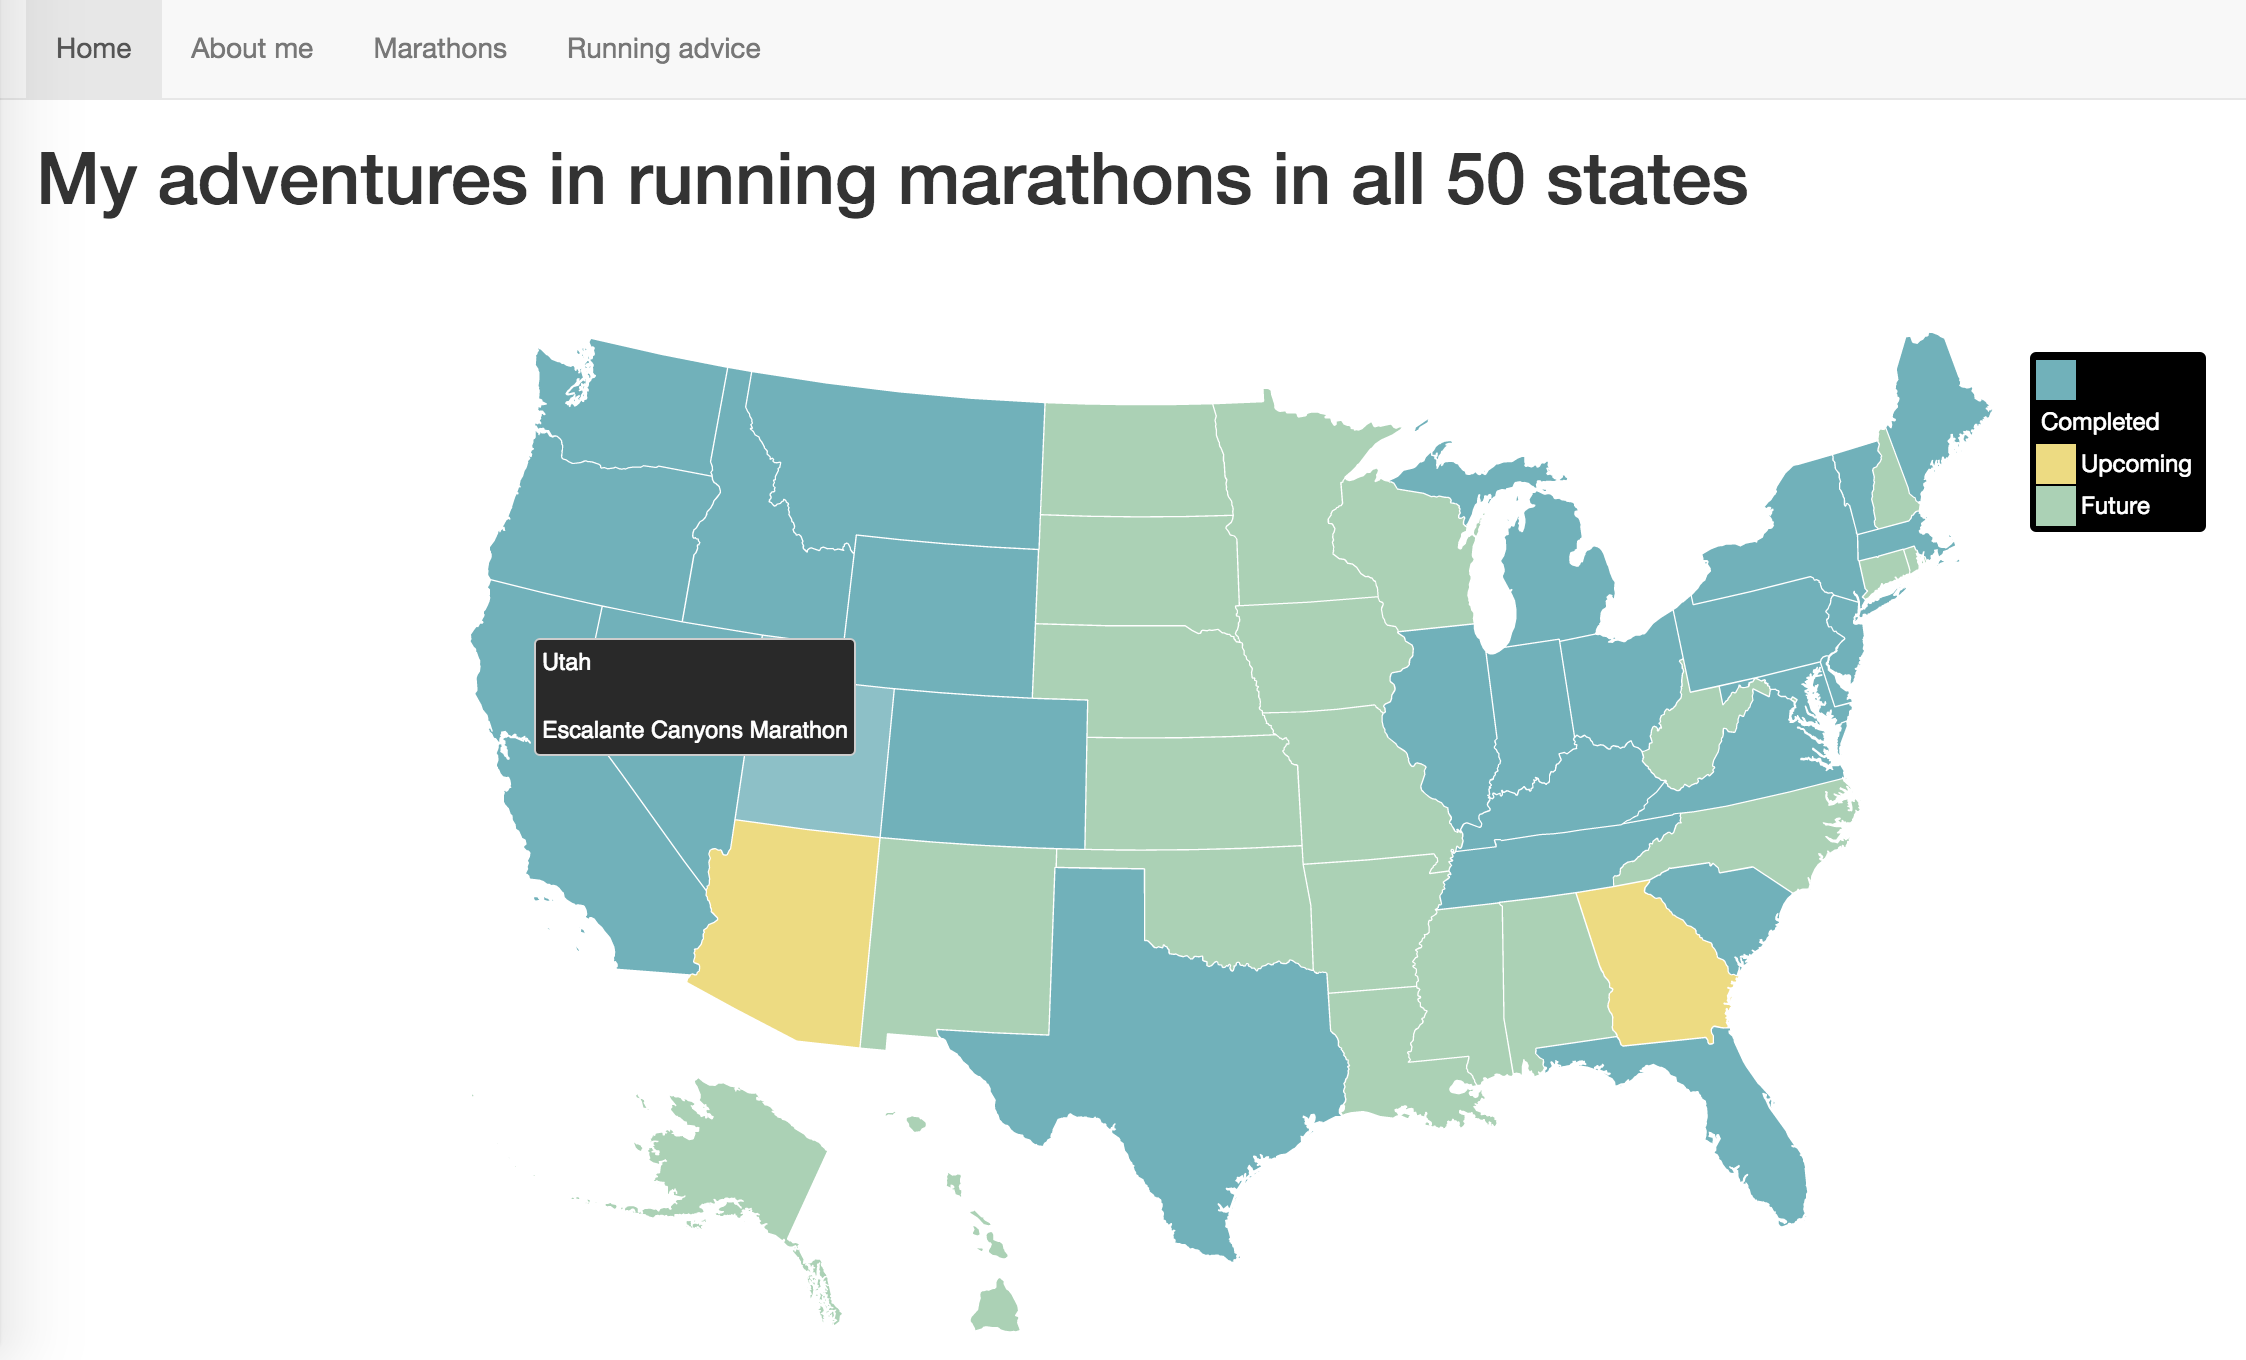 Home About me Marathons Running advice
My adventures in running marathons in all 50 states
Completed
Upcoming
Future
Utah
Escalante Canyons Marathon